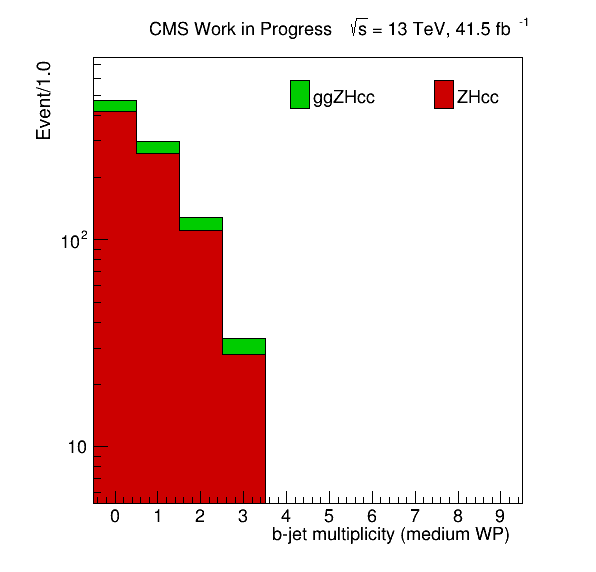 CMS Work in Progress √s = 13 TeV, 41.5 fb -1
Event/1.0
ggZHcc ZHcc
10²
10
0 1 2 3 4 5 6 7 8 9
b-jet multiplicity (medium WP)